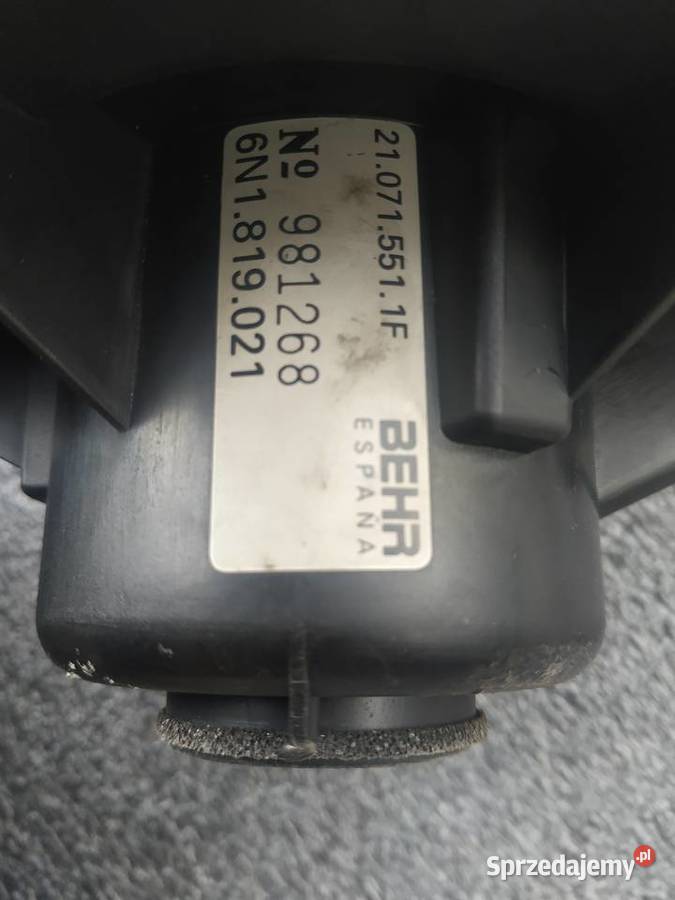 21.071.551.1F
BEHR
ESPAÑA
Nº 981268
6N1.819.021
Sprzedajemy.pl